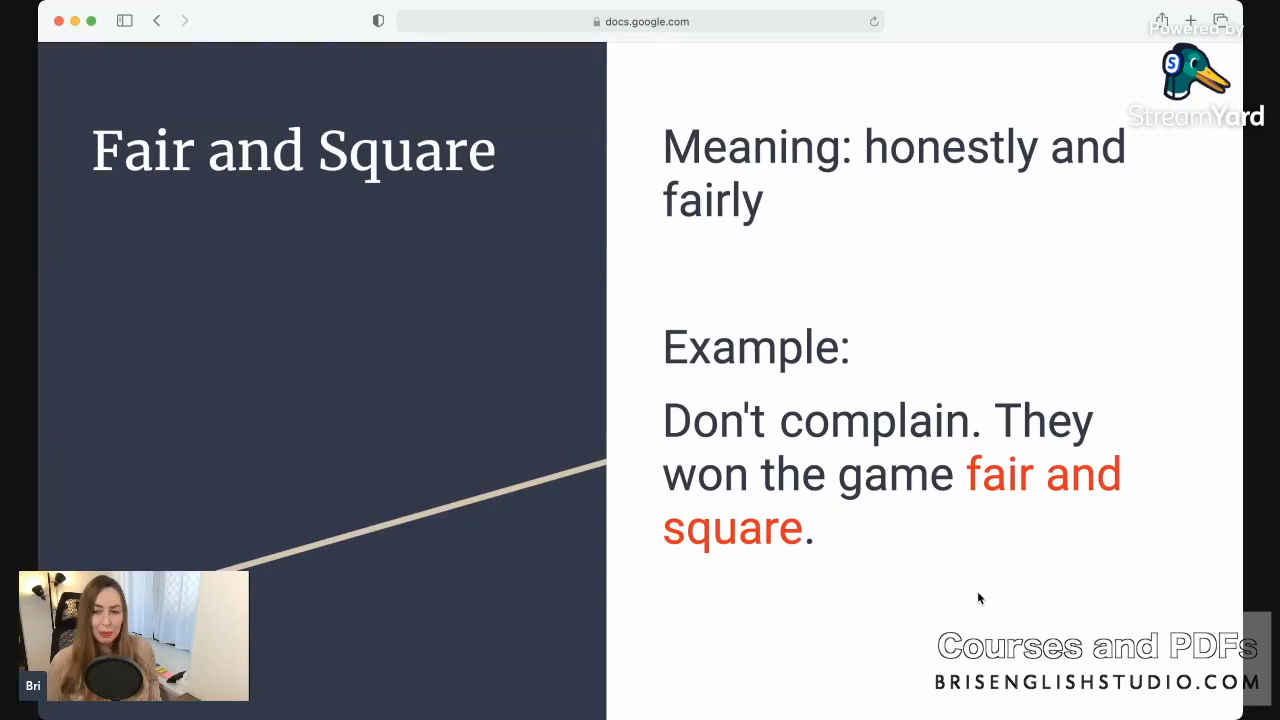 docs.google.com
Powered by
StreamYard
Fair and Square
Meaning: honestly and
fairly
Example:
Don't complain. They
won the game fair and
square.
Bri
Courses and PDFs
BRISENGLISHSTUDIO.COM